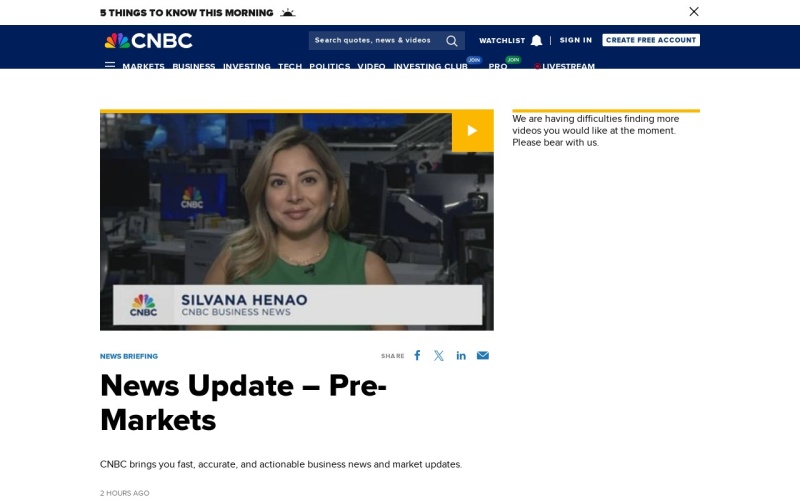 5 THINGS TO KNOW THIS MORNING
CNBC
Search quotes, news & videos
WATCHLIST
SIGN IN
CREATE FREE ACCOUNT
MARKETS
BUSINESS
INVESTING
TECH
POLITICS
VIDEO
INVESTING CLUB
JOIN
PRO
JOIN
LIVESTREAM
CNBC
CNBC
SILVANA HENAO
CNBC BUSINESS NEWS
We are having difficulties finding more
videos you would like at the moment.
Please bear with us.
NEWS BRIEFING
SHARE
News Update – Pre-
Markets
CNBC brings you fast, accurate, and actionable business news and market updates.
2 HOURS AGO